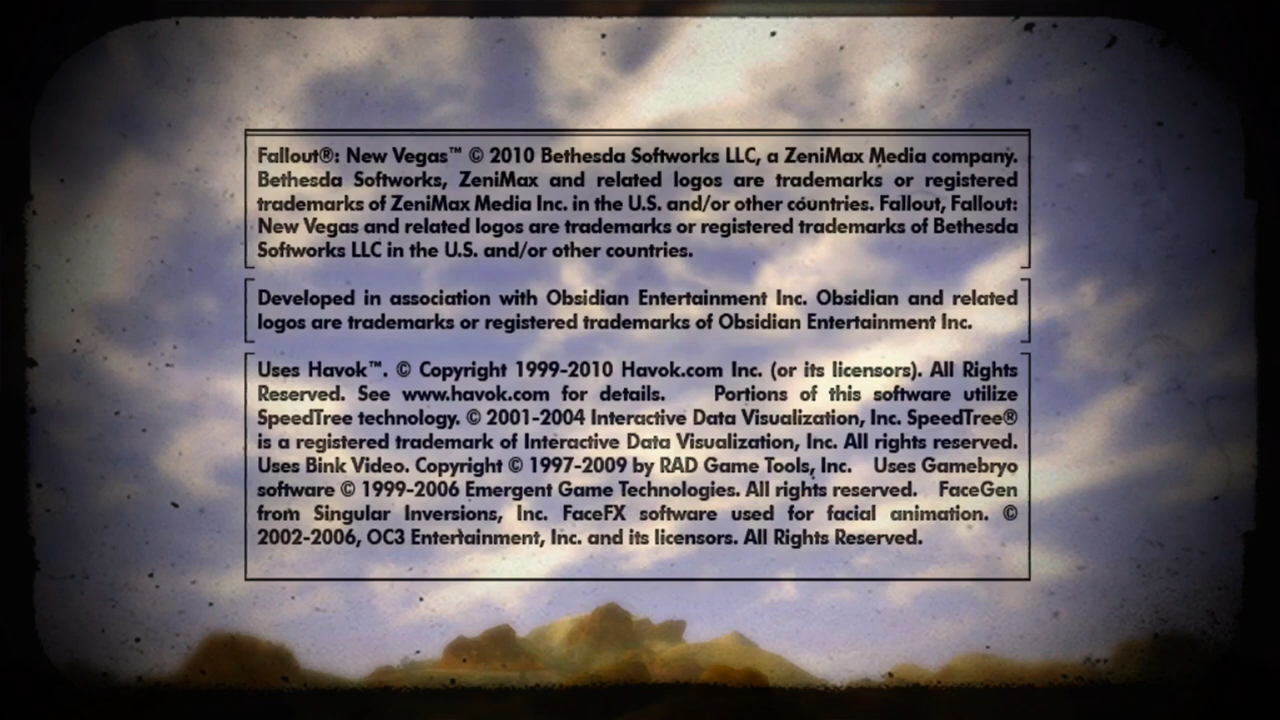 Fallout®: New Vegas™ © 2010 Bethesda Softworks LLC, a ZeniMax Media company.
Bethesda Softworks, ZeniMax and related logos are trademarks or registered
trademarks of ZeniMax Media Inc. in the U.S. and/or other countries. Fallout, Fallout:
New Vegas and related logos are trademarks or registered trademarks of Bethesda
Softworks LLC in the U.S. and/or other countries.
Developed in association with Obsidian Entertainment Inc. Obsidian and related
logos are trademarks or registered trademarks of Obsidian Entertainment Inc.
Uses Havok™. © Copyright 1999-2010 Havok.com Inc. (or its licensors). All Rights
Reserved. See www.havok.com for details. Portions of this software utilize
SpeedTree technology. © 2001-2004 Interactive Data Visualization, Inc. SpeedTree®
is a registered trademark of Interactive Data Visualization, Inc. All rights reserved.
Uses Bink Video. Copyright © 1997-2009 by RAD Game Tools, Inc. Uses Gamebryo
software © 1999-2006 Emergent Game Technologies. All rights reserved. FaceGen
from Singular Inversions, Inc. FaceFX software used for facial animation. ©
2002-2006, OC3 Entertainment, Inc. and its licensors. All Rights Reserved.